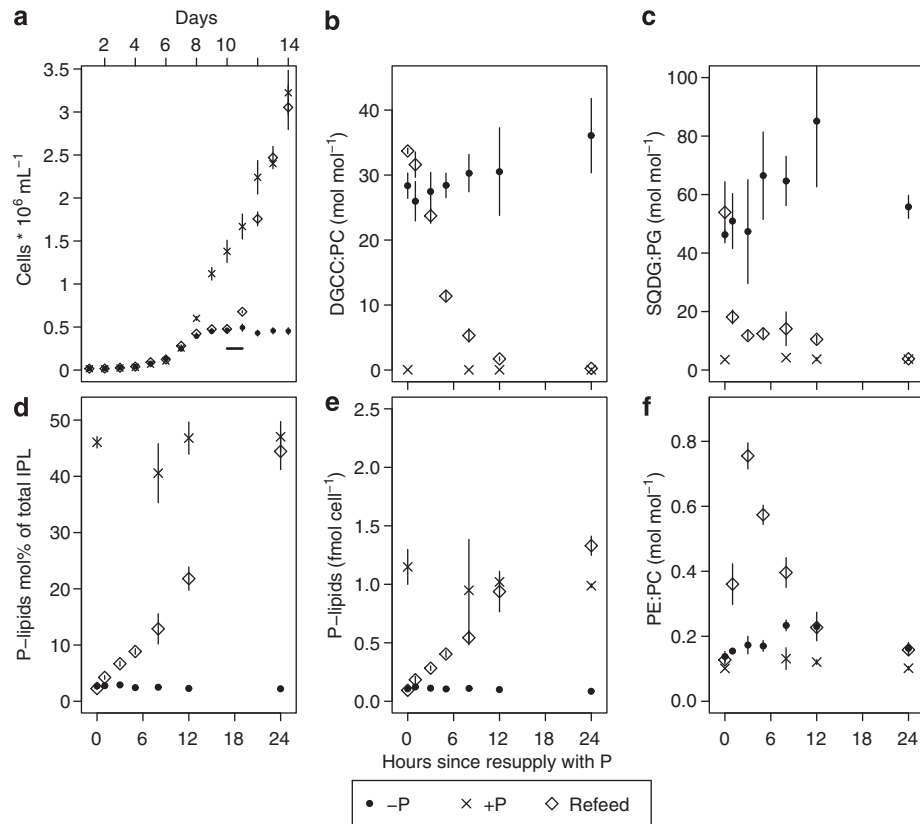 a
Days
2 4 6 8 10 14
3.5
3
2.5
2
1.5
1
0.5
0
Cells * 10⁶ mL⁻¹
b
40
30
20
10
0
DGCC:PC (mol mol⁻¹)
c
100
80
60
40
20
0
SQDG:PG (mol mol⁻¹)
d
50
40
30
20
10
0
P−lipids mol% of total IPL
0 6 12 18 24
e
2.5
2.0
1.5
1.0
0.5
0.0
P−lipids (fmol cell⁻¹)
0 6 12 18 24
f
0.8
0.6
0.4
0.2
0.0
PE:PC (mol mol⁻¹)
0 6 12 18 24
Hours since resupply with P
−P +P Refeed